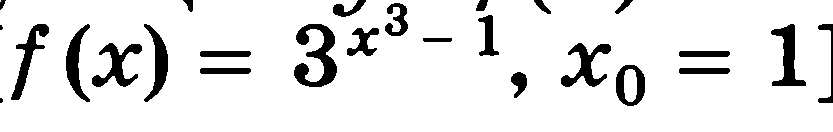 [f(x) = 3^{x^3 - 1}, x_0 = 1]